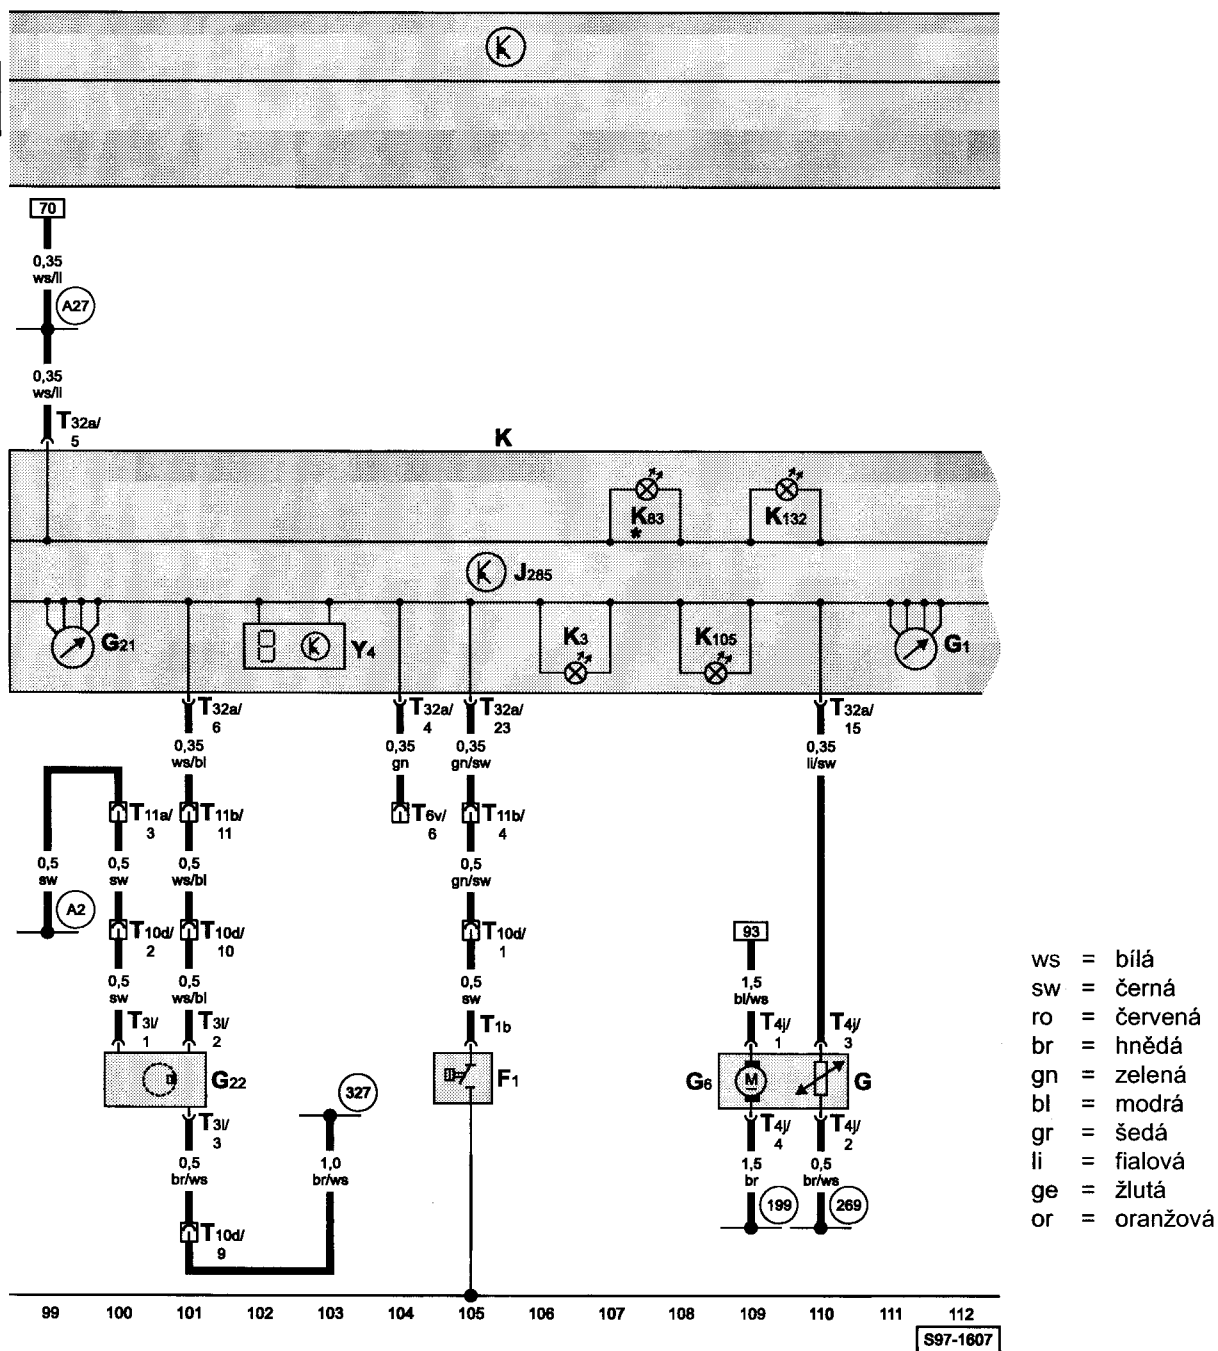 70
0,35
ws/li
A27
0,35
ws/li
T32a/
5
K
K83
*
K132
J285
G21
Y4
K3
K105
G1
T32a/
6
T32a/
4
T32a/
23
T32a/
15
0,35
ws/bl
0,35
gn
0,35
gn/sw
0,35
li/sw
T11a/
3
T11b/
11
T6v/
6
T11b/
4
0,5
sw
0,5
sw
0,5
ws/bl
0,5
gn/sw
A2
T10d/
2
T10d/
10
T10d/
1
93
0,5
sw
0,5
ws/bl
0,5
sw
1,5
bl/ws
T3l/
1
T3l/
2
T1b
T4j/
1
T4j/
3
G22
F1
G6
M
G
327
T3l/
3
T4j/
4
T4j/
2
0,5
br/ws
1,0
br/ws
1,5
br
0,5
br/ws
199
269
T10d/
9
99 100 101 102 103 104 105 106 107 108 109 110 111 112
S97-1607
ws = bílá
sw = černá
ro = červená
br = hnědá
gn = zelená
bl = modrá
gr = šedá
li = fialová
ge = žlutá
or = oranžová